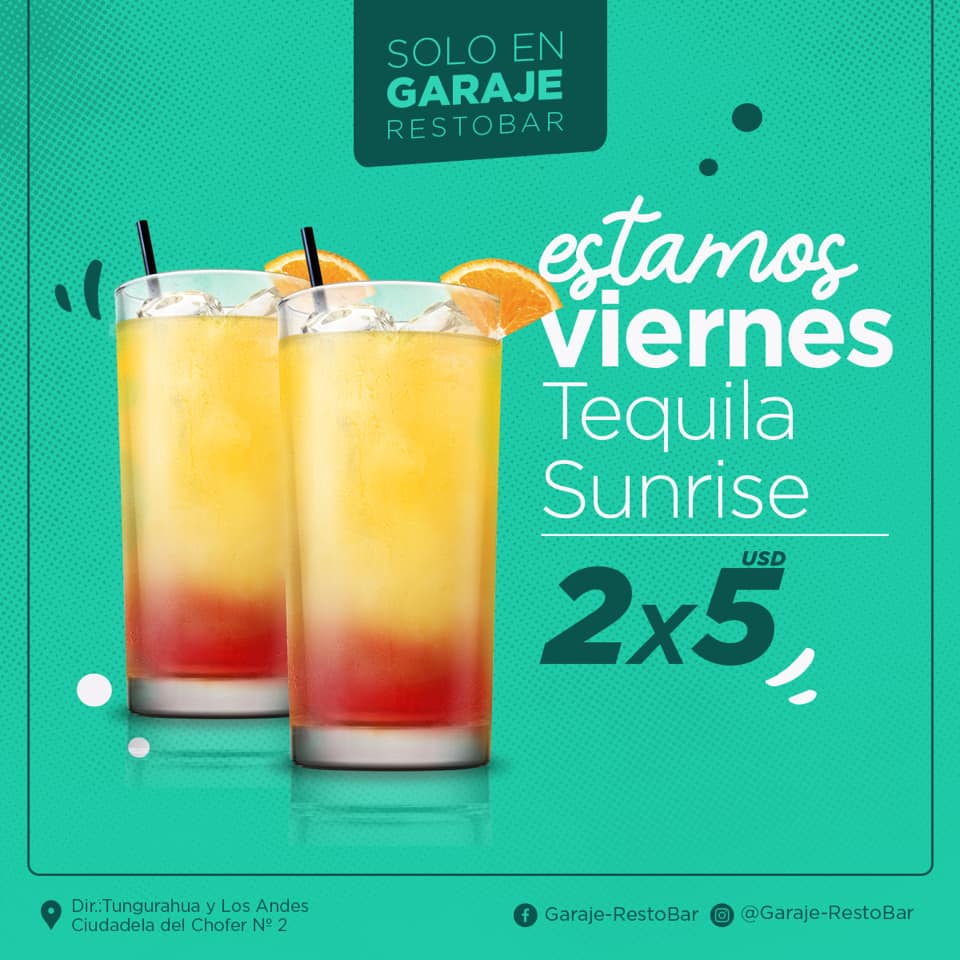 SOLO EN
GARAJE
RESTOBAR
estamos
viernes
Tequila
Sunrise
USD
2x5
Dir.:Tungurahua y Los Andes
Ciudadela del Chofer Nº 2
Garaje-RestoBar
@Garaje-RestoBar